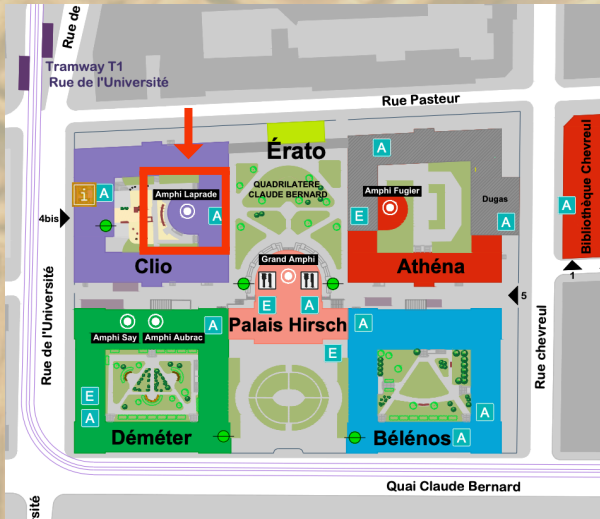 Rue de
Tramway T1
Rue de l'Université
Rue Pasteur
Érato
QUADRILATERE
CLAUDE BERNARD
A
i
A
Amphi Laprade
A
Amphi Fugier
E
Dugas
A
A
Bibliothèque Chevreul
4bis
Clio
Grand Amphi
Athéna
1
E
A
5
Rue de l'Université
Palais Hirsch
A
A
Amphi Say
Amphi Aubrac
E
Rue chevreul
E
A
A
Déméter
Bélénos
A
Quai Claude Bernard
sité